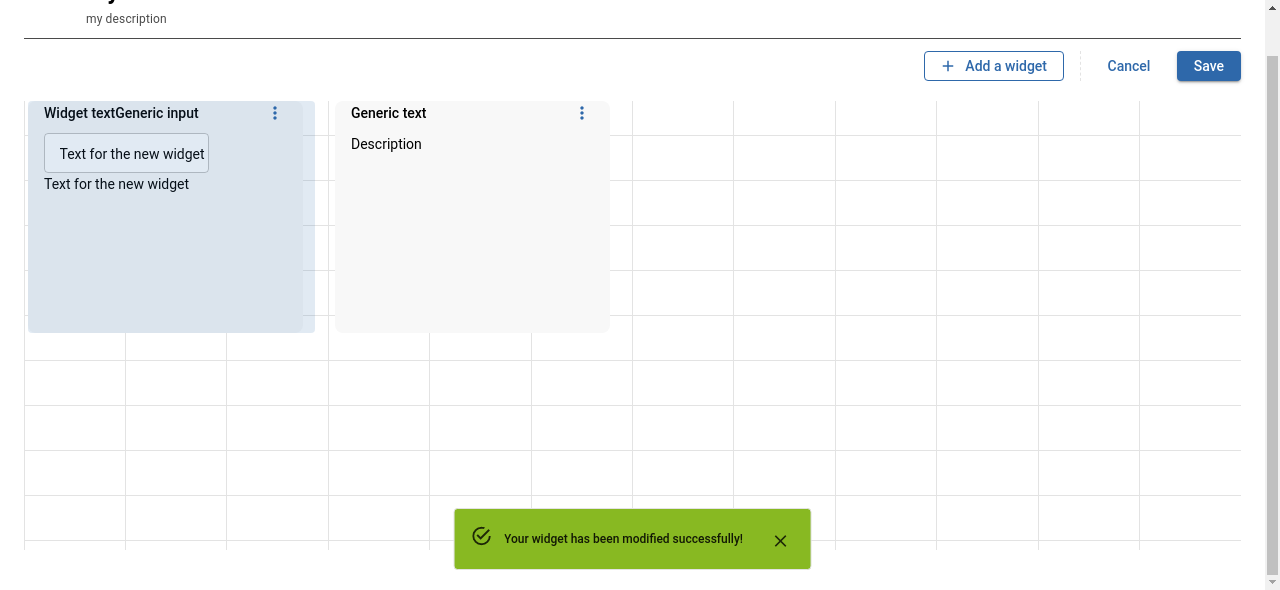 my description
Add a widget
Cancel
Save
Widget textGeneric input
Text for the new widget
Text for the new widget
Generic text
Description
Your widget has been modified successfully!